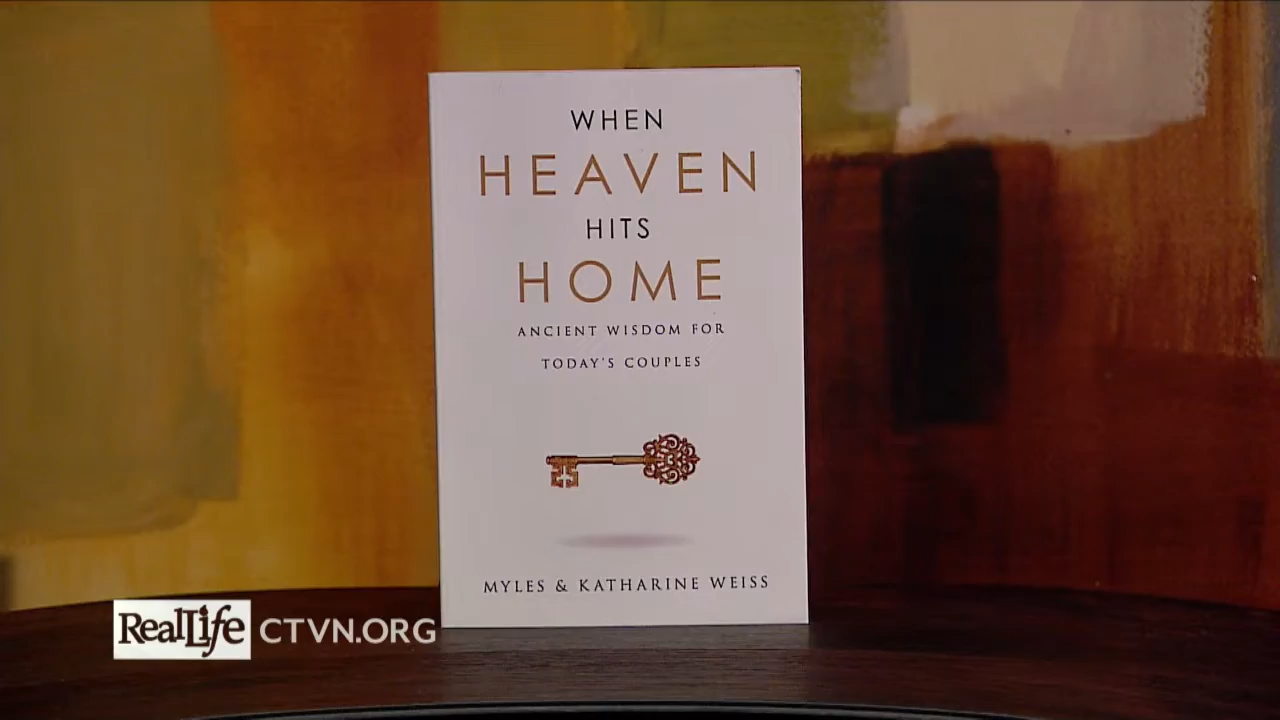 WHEN
HEAVEN
HITS
HOME
ANCIENT WISDOM FOR
TODAY'S COUPLES
MYLES & KATHARINE WEISS
RealLife CTVN.ORG